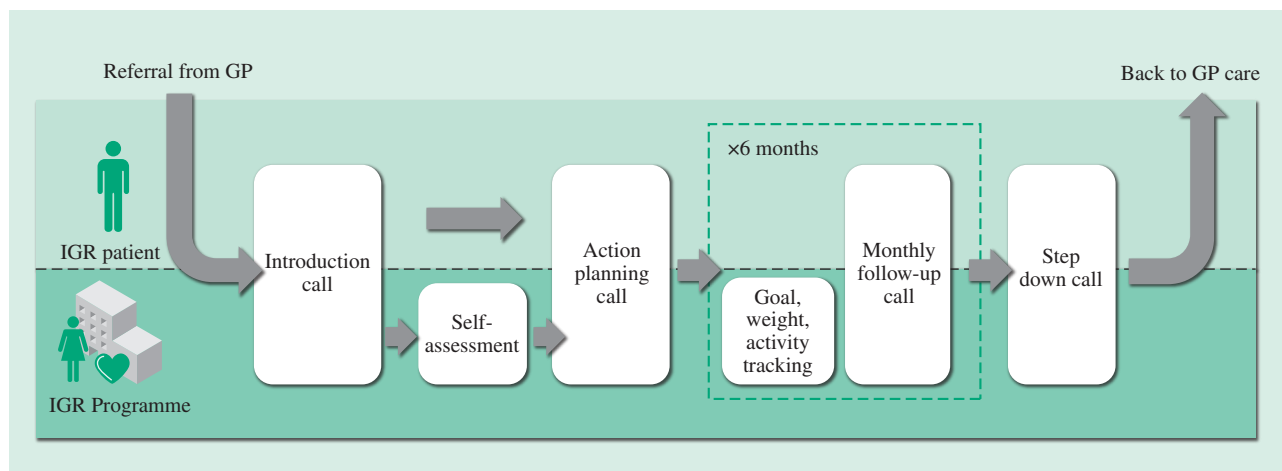 Referral from GP
Back to GP care
×6 months
IGR patient
Introduction
call
Action
planning
call
Monthly
follow-up
call
Step
down call
Self-
assessment
Goal,
weight,
activity
tracking
IGR Programme